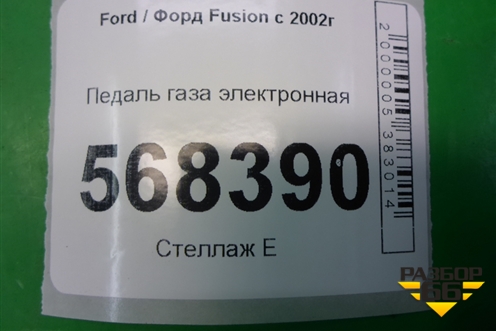 Ford / Форд Fusion с 2002г
Педаль газа электронная
568390
Стеллаж Е
2000005383014
РАЗБОР
66